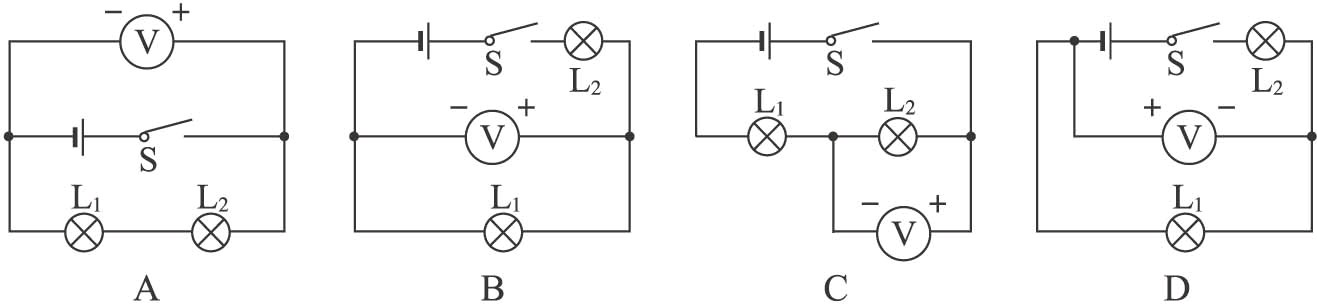 − V +
S
L₁ L₂
A
S
L₂
− V +
L₁
B
S
L₁ L₂
− V +
C
S
L₂
+ V −
L₁
D